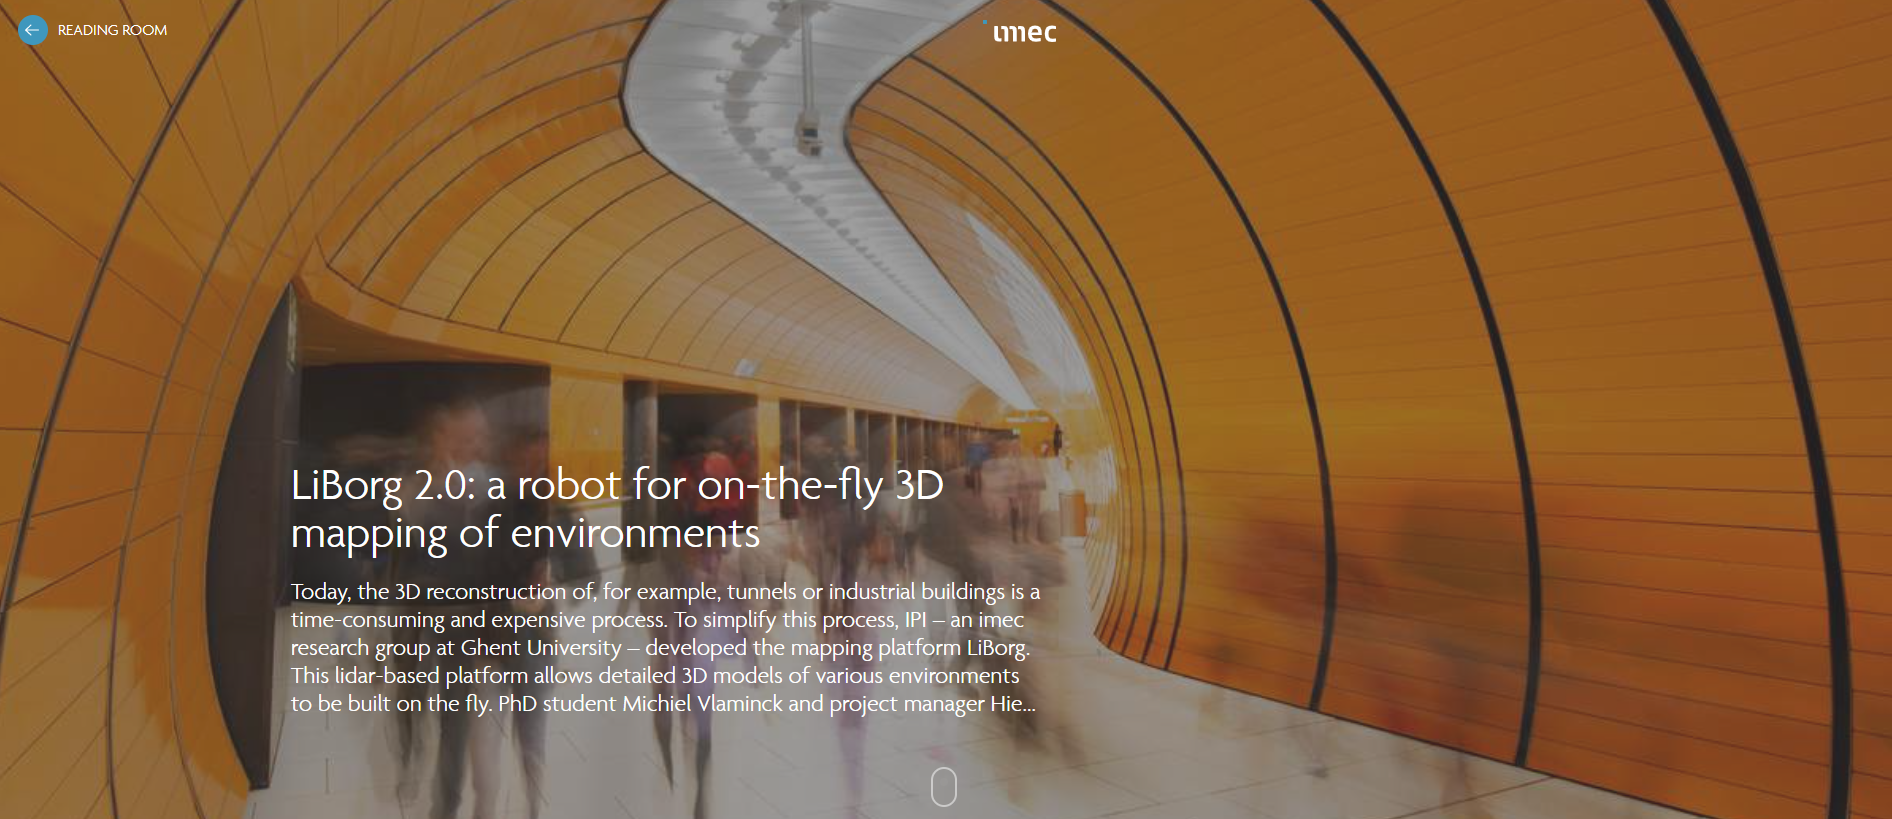 READING ROOM
imec
LiBorg 2.0: a robot for on-the-fly 3D
mapping of environments
Today, the 3D reconstruction of, for example, tunnels or industrial buildings is a
time-consuming and expensive process. To simplify this process, IPI – an imec
research group at Ghent University – developed the mapping platform LiBorg.
This lidar-based platform allows detailed 3D models of various environments
to be built on the fly. PhD student Michiel Vlaminck and project manager Hie...